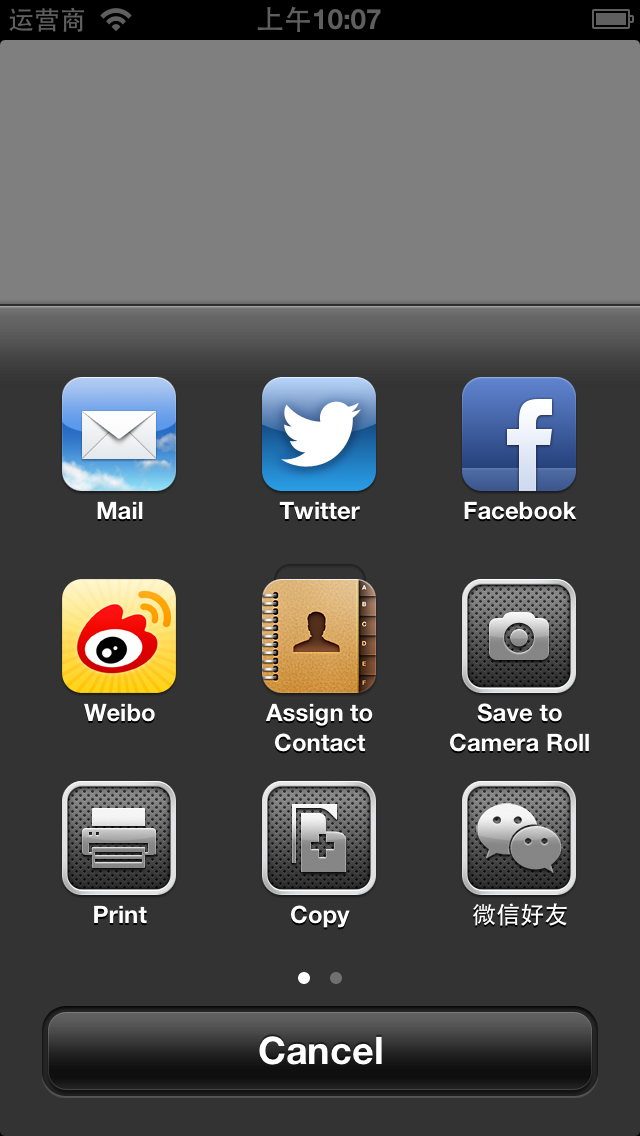 运营商 上午10:07
Mail Twitter Facebook
A
B
C
D
E
F
Weibo Assign to Contact Save to Camera Roll
Print Copy 微信好友
Cancel